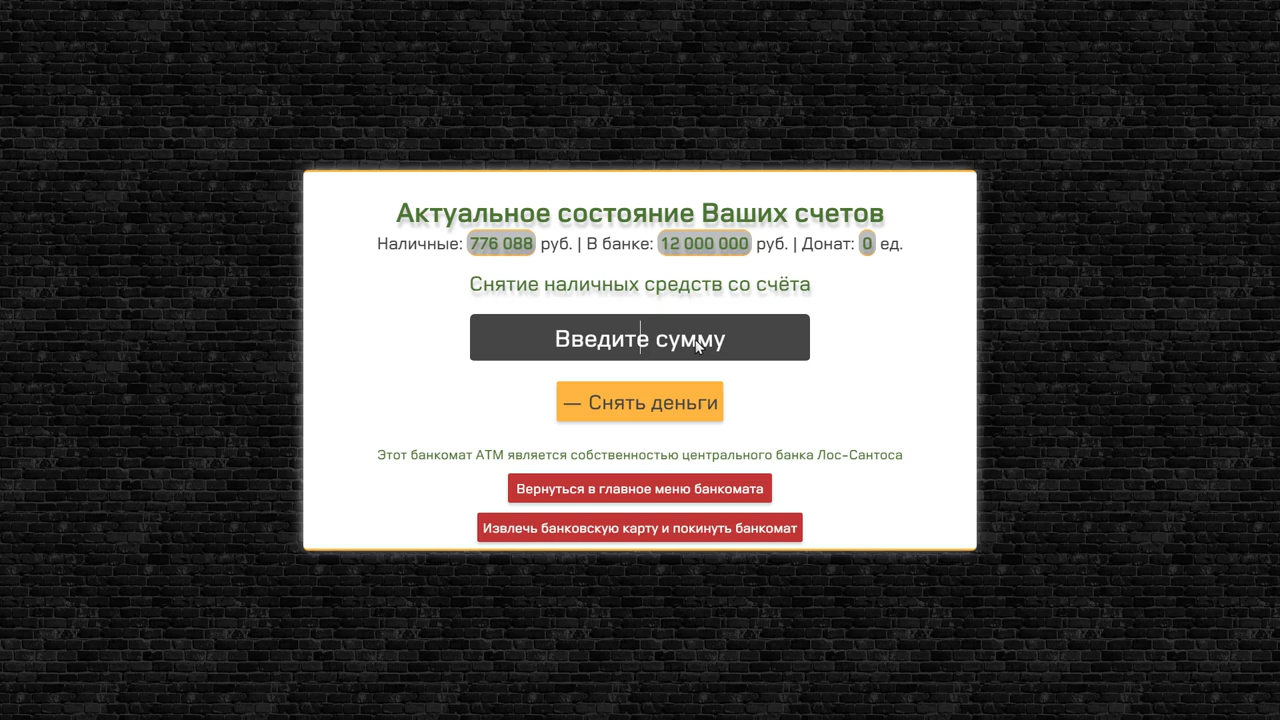 Актуальное состояние Ваших счетов
Наличные: 776 088 руб. | В банке: 12 000 000 руб. | Донат: 0 ед.
Снятие наличных средств со счёта
Введите сумму
— Снять деньги
Этот банкомат АТМ является собственностью центрального банка Лос-Сантоса
Вернуться в главное меню банкомата
Извлечь банковскую карту и покинуть банкомат